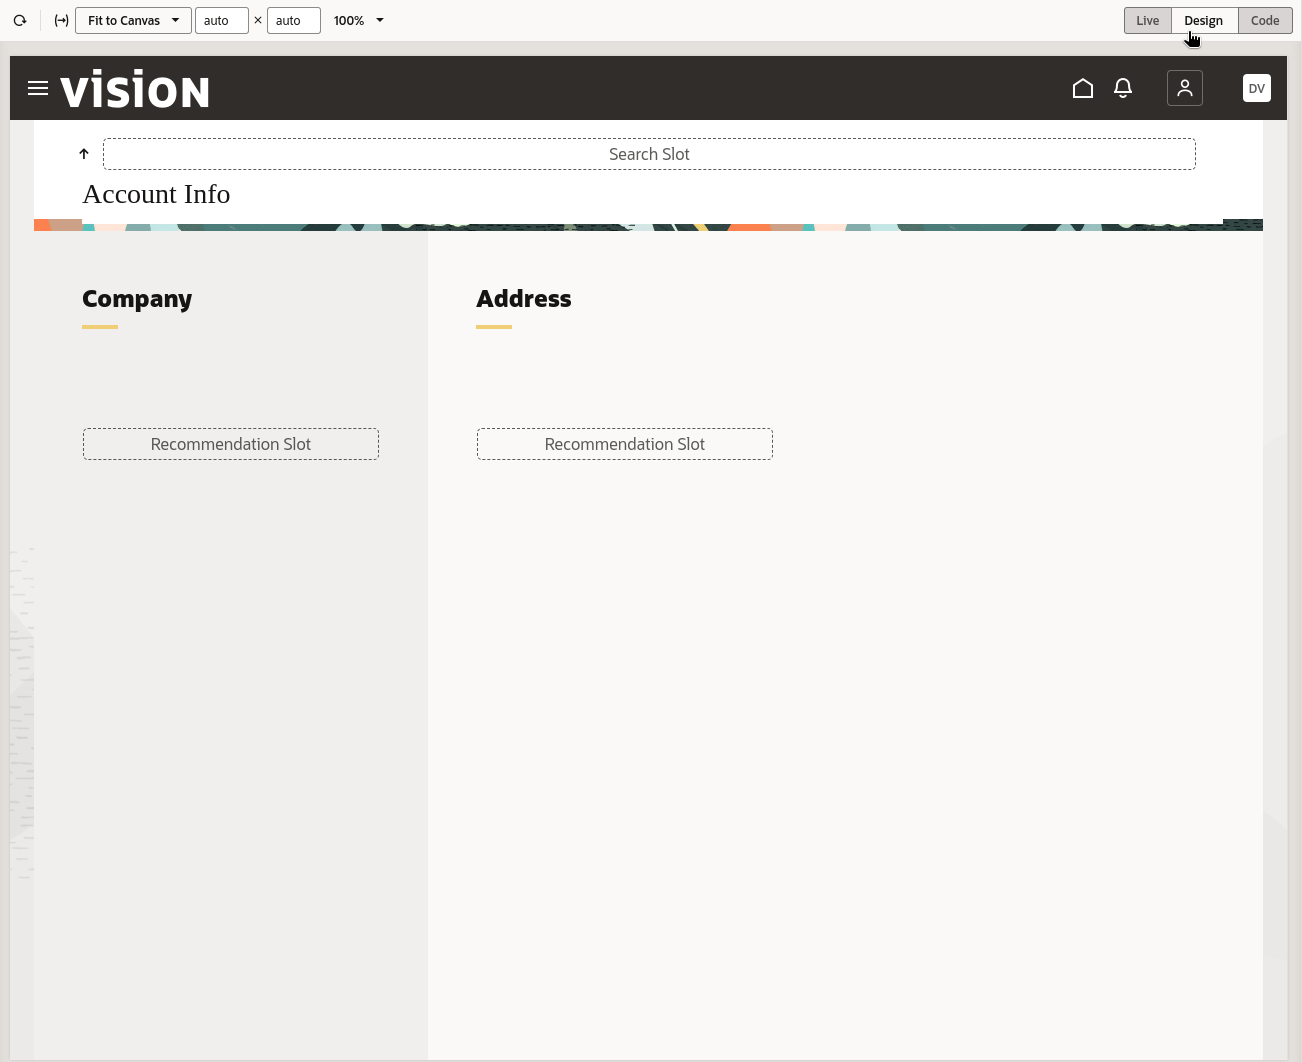 Fit to Canvas auto × auto 100% Live Design Code
vision DV
Search Slot
Account Info
Company Address
Recommendation Slot Recommendation Slot